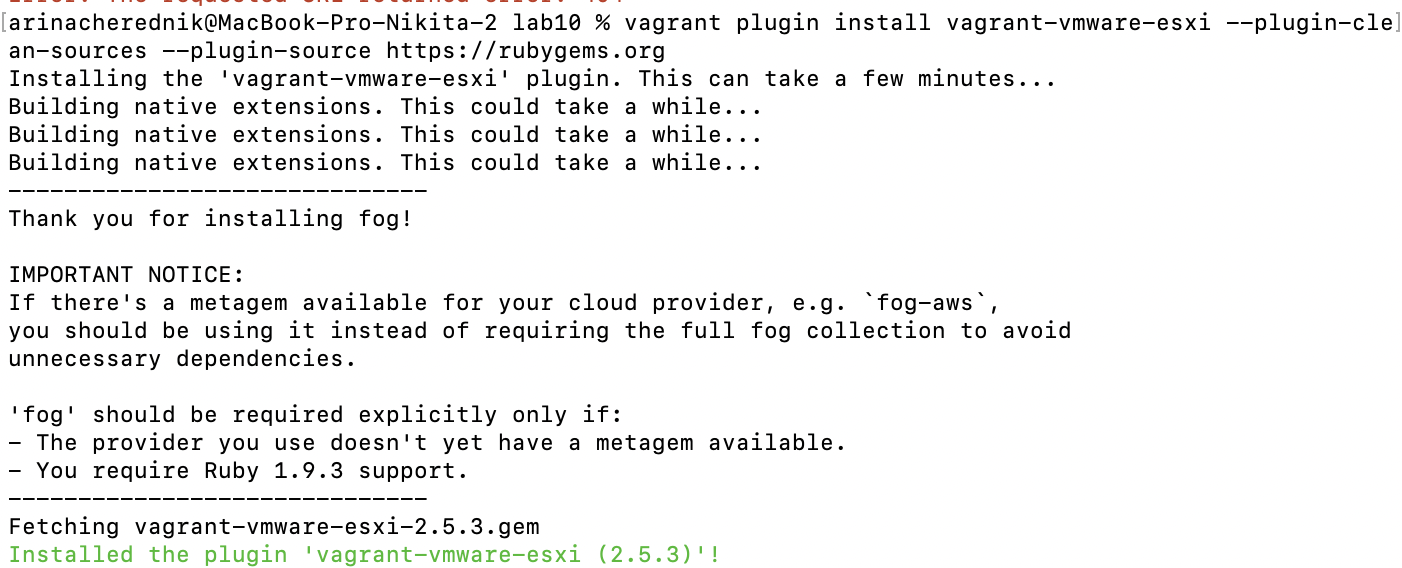 [arinacherednik@MacBook-Pro-Nikita-2 lab10 % vagrant plugin install vagrant-vmware-esxi --plugin-cle]
an-sources --plugin-source https://rubygems.org
Installing the 'vagrant-vmware-esxi' plugin. This can take a few minutes...
Building native extensions. This could take a while...
Building native extensions. This could take a while...
Building native extensions. This could take a while...
-------------------------------
Thank you for installing fog!
IMPORTANT NOTICE:
If there's a metagem available for your cloud provider, e.g. `fog-aws`,
you should be using it instead of requiring the full fog collection to avoid
unnecessary dependencies.
'fog' should be required explicitly only if:
- The provider you use doesn't yet have a metagem available.
- You require Ruby 1.9.3 support.
-------------------------------
Fetching vagrant-vmware-esxi-2.5.3.gem
Installed the plugin 'vagrant-vmware-esxi (2.5.3)'!